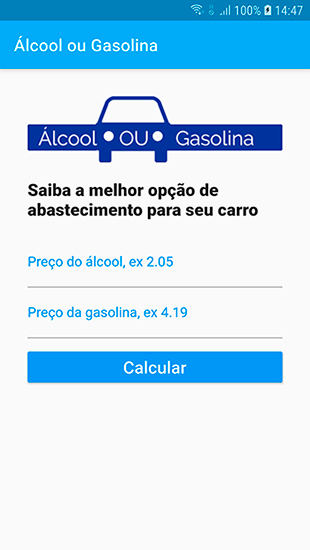 100% 14:47
Álcool ou Gasolina
Álcool OU Gasolina
Saiba a melhor opção de
abastecimento para seu carro
Preço do álcool, ex 2.05
Preço da gasolina, ex 4.19
Calcular